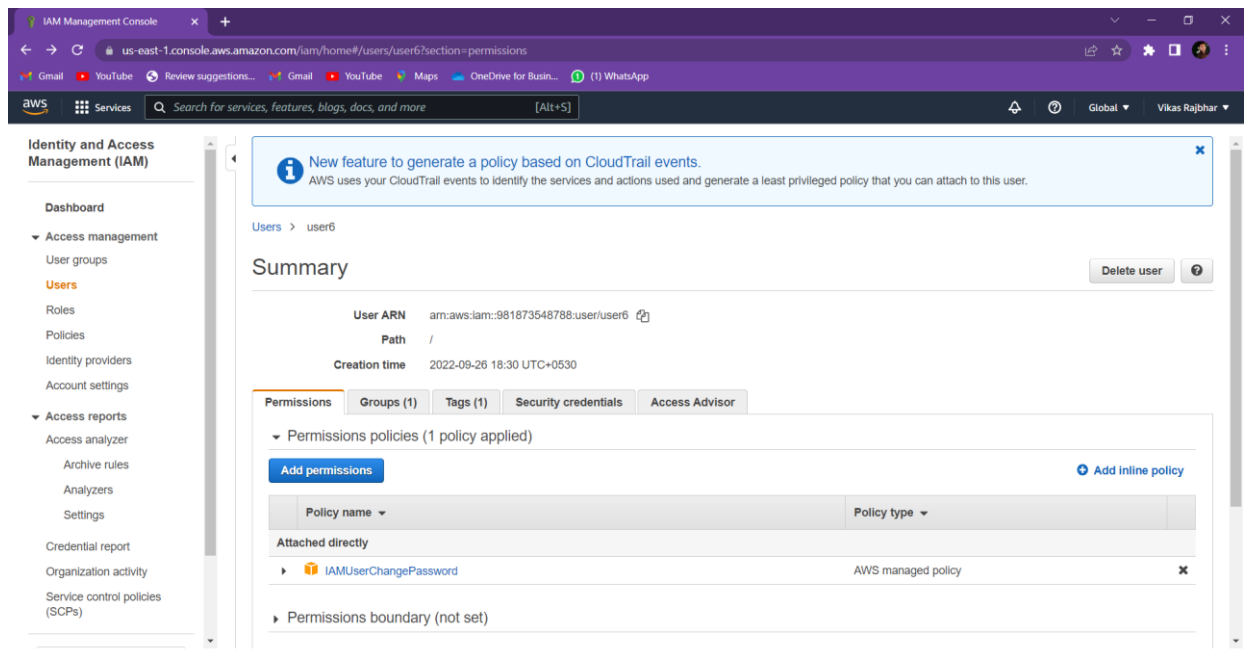 IAM Management Console
us-east-1.console.aws.amazon.com/iam/home#/users/user6?section=permissions
Gmail YouTube Review suggestions... Gmail YouTube Maps OneDrive for Busin... (1) WhatsApp
aws Services Search for services, features, blogs, docs, and more [Alt+S] Global Vikas Rajbhar
Identity and Access
Management (IAM)
Dashboard
Access management
User groups
Users
Roles
Policies
Identity providers
Account settings
Access reports
Access analyzer
Archive rules
Analyzers
Settings
Credential report
Organization activity
Service control policies
(SCPs)
New feature to generate a policy based on CloudTrail events.
AWS uses your CloudTrail events to identify the services and actions used and generate a least privileged policy that you can attach to this user.
Users > user6
Summary
Delete user
User ARN arn:aws:iam::981873548788:user/user6
Path /
Creation time 2022-09-26 18:30 UTC+0530
Permissions Groups (1) Tags (1) Security credentials Access Advisor
Permissions policies (1 policy applied)
Add permissions Add inline policy
Policy name Policy type
Attached directly
IAMUserChangePassword AWS managed policy
Permissions boundary (not set)